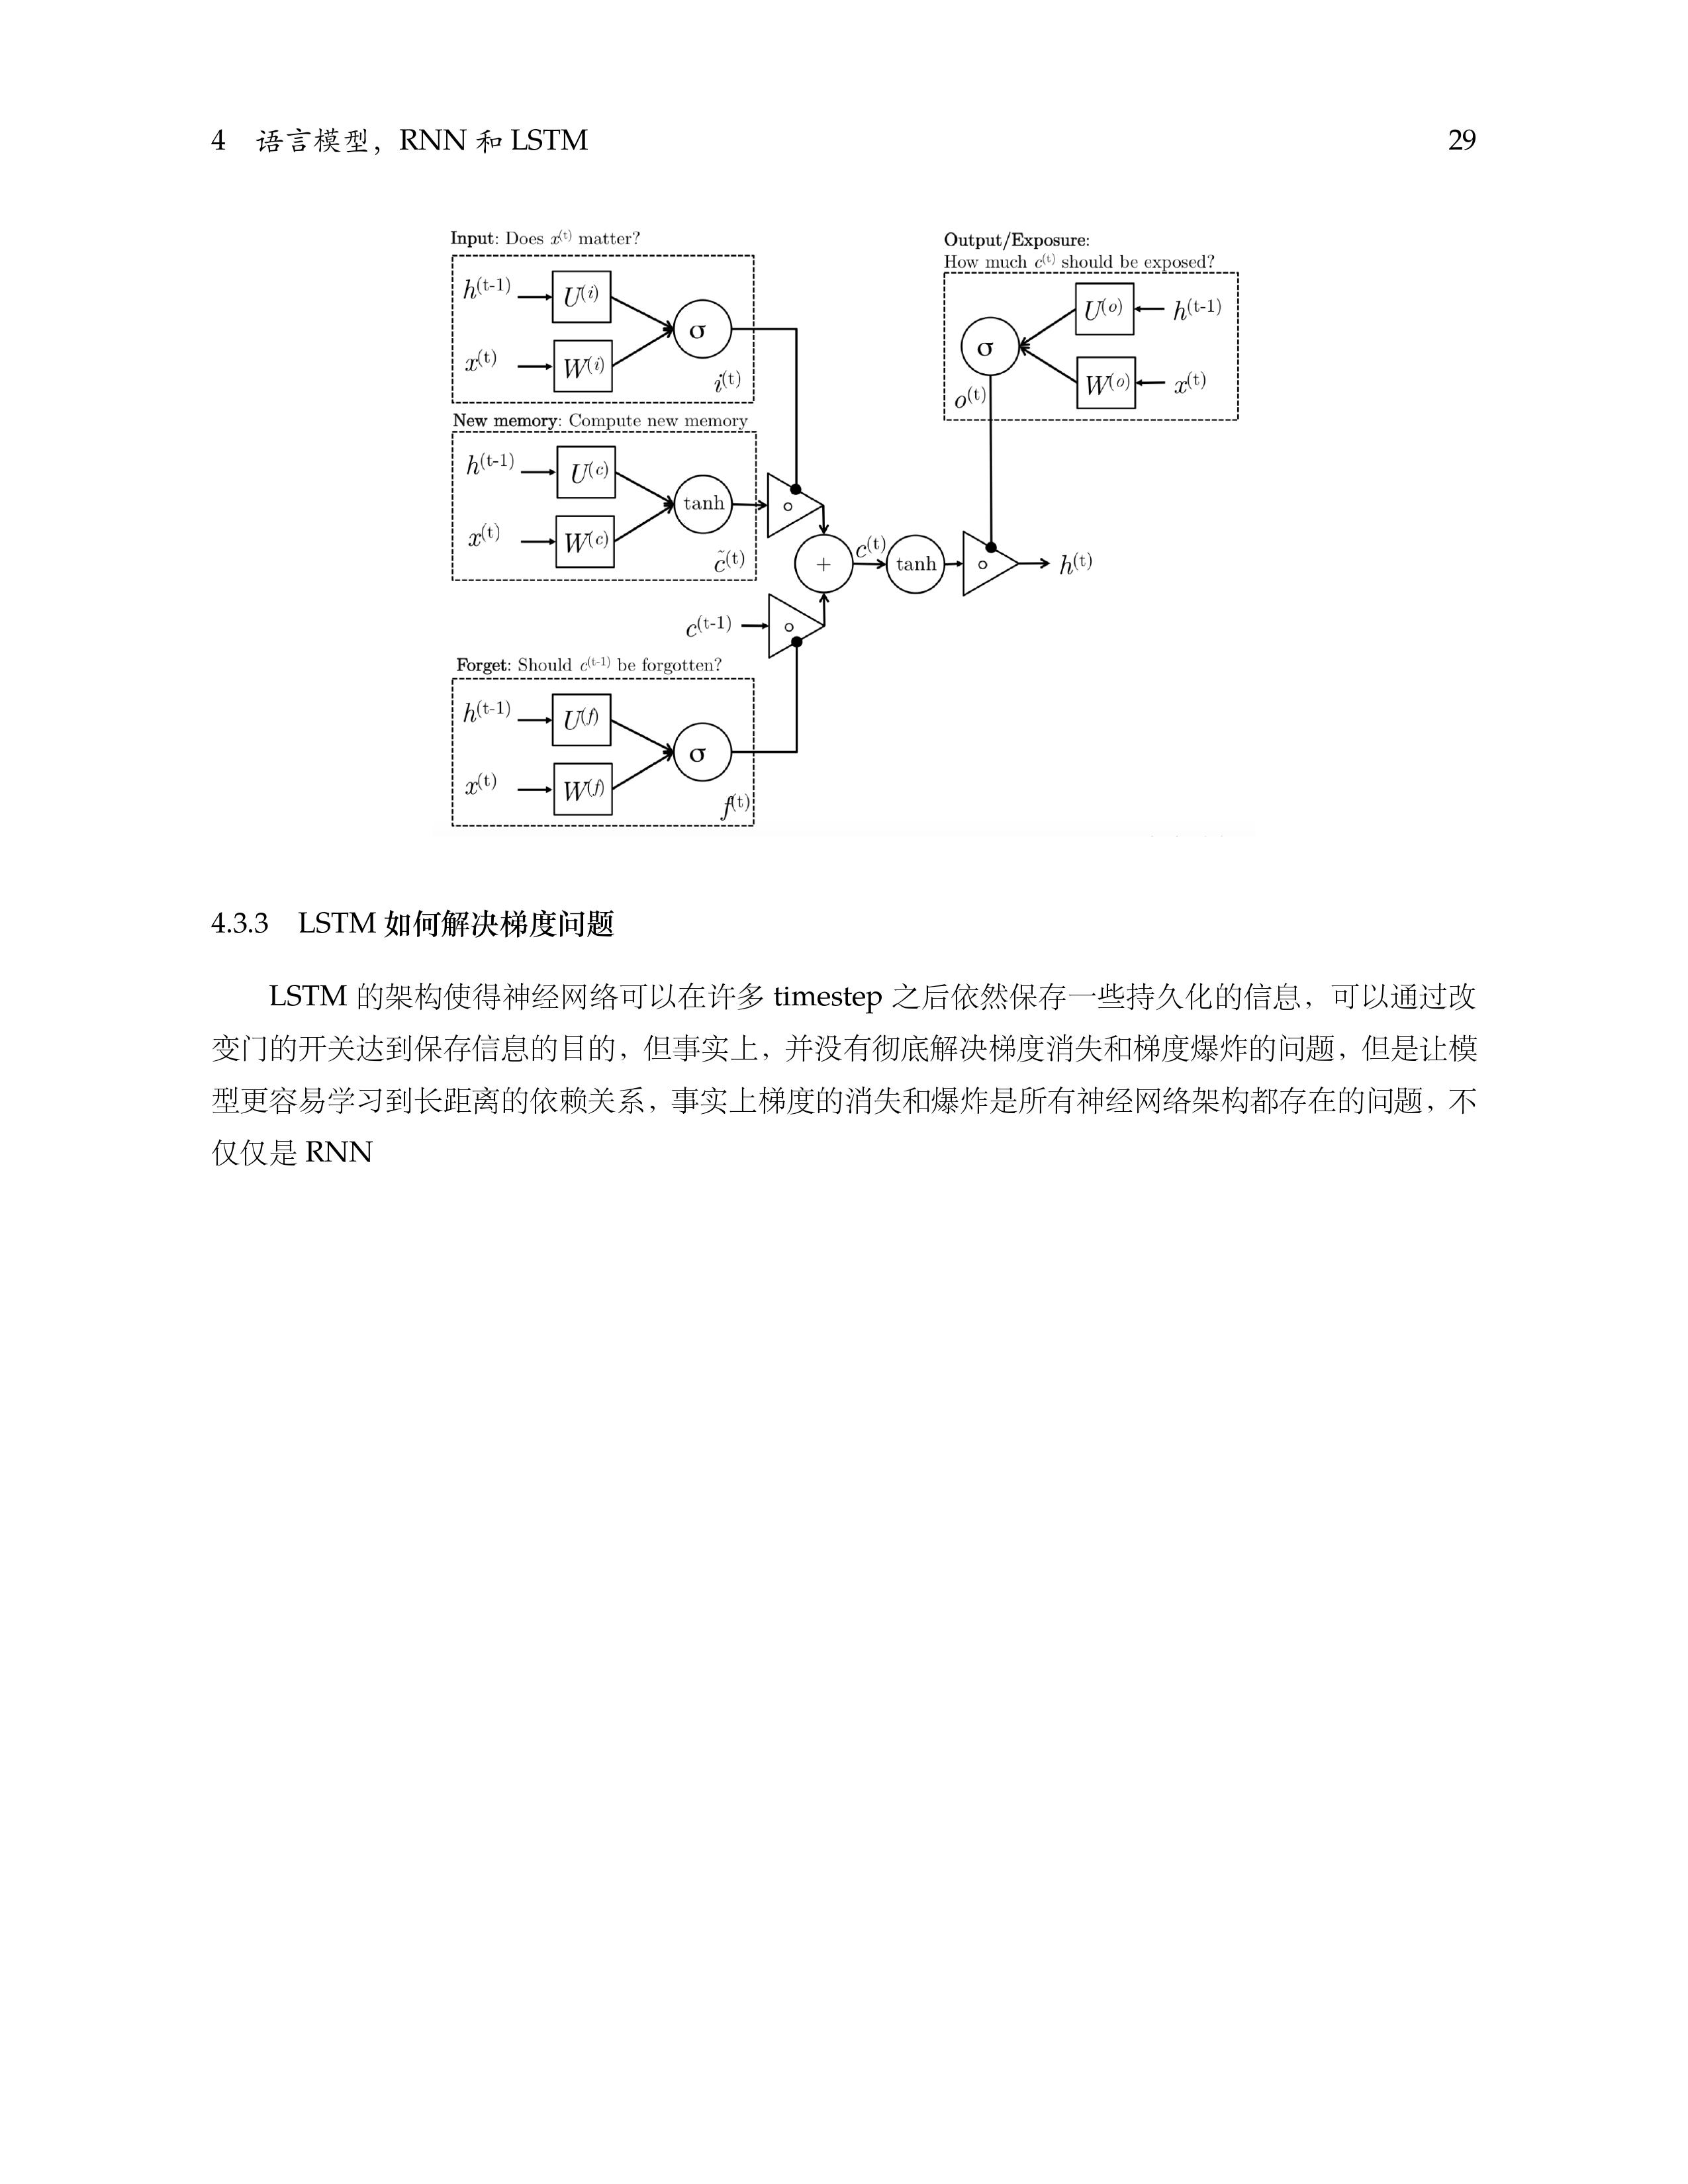 4 语言模型，RNN 和 LSTM 29
Input: Does x(t) matter?
h(t-1) U(i)
σ
x(t) W(i)
i(t)
New memory: Compute new memory
h(t-1) U(c)
tanh
x(t) W(c)
c̃(t)
Output/Exposure:
How much c(t) should be exposed?
U(o) h(t-1)
σ
W(o) x(t)
o(t)
∘
+ c(t) tanh ∘ h(t)
c(t-1) ∘
Forget: Should c(t-1) be forgotten?
h(t-1) U(f)
σ
x(t) W(f)
f(t)
4.3.3 LSTM 如何解决梯度问题
LSTM 的架构使得神经网络可以在许多 timestep 之后依然保存一些持久化的信息，可以通过改
变门的开关达到保存信息的目的，但事实上，并没有彻底解决梯度消失和梯度爆炸的问题，但是让模
型更容易学习到长距离的依赖关系，事实上梯度的消失和爆炸是所有神经网络架构都存在的问题，不
仅仅是 RNN